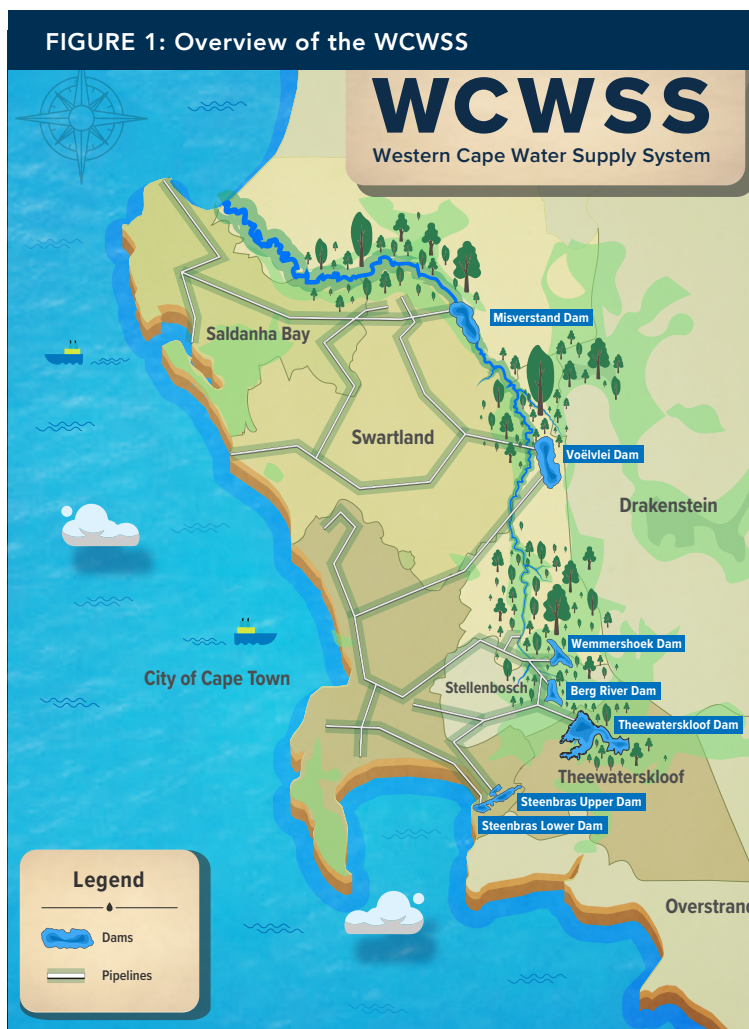 FIGURE 1: Overview of the WCWSS
WCWSS
Western Cape Water Supply System
Misverstand Dam
Saldanha Bay
Swartland
Voëlvlei Dam
Drakenstein
Wemmershoek Dam
City of Cape Town
Stellenbosch
Berg River Dam
Theewaterskloof Dam
Theewaterskloof
Steenbras Upper Dam
Steenbras Lower Dam
Legend
Dams
Pipelines
Overstran